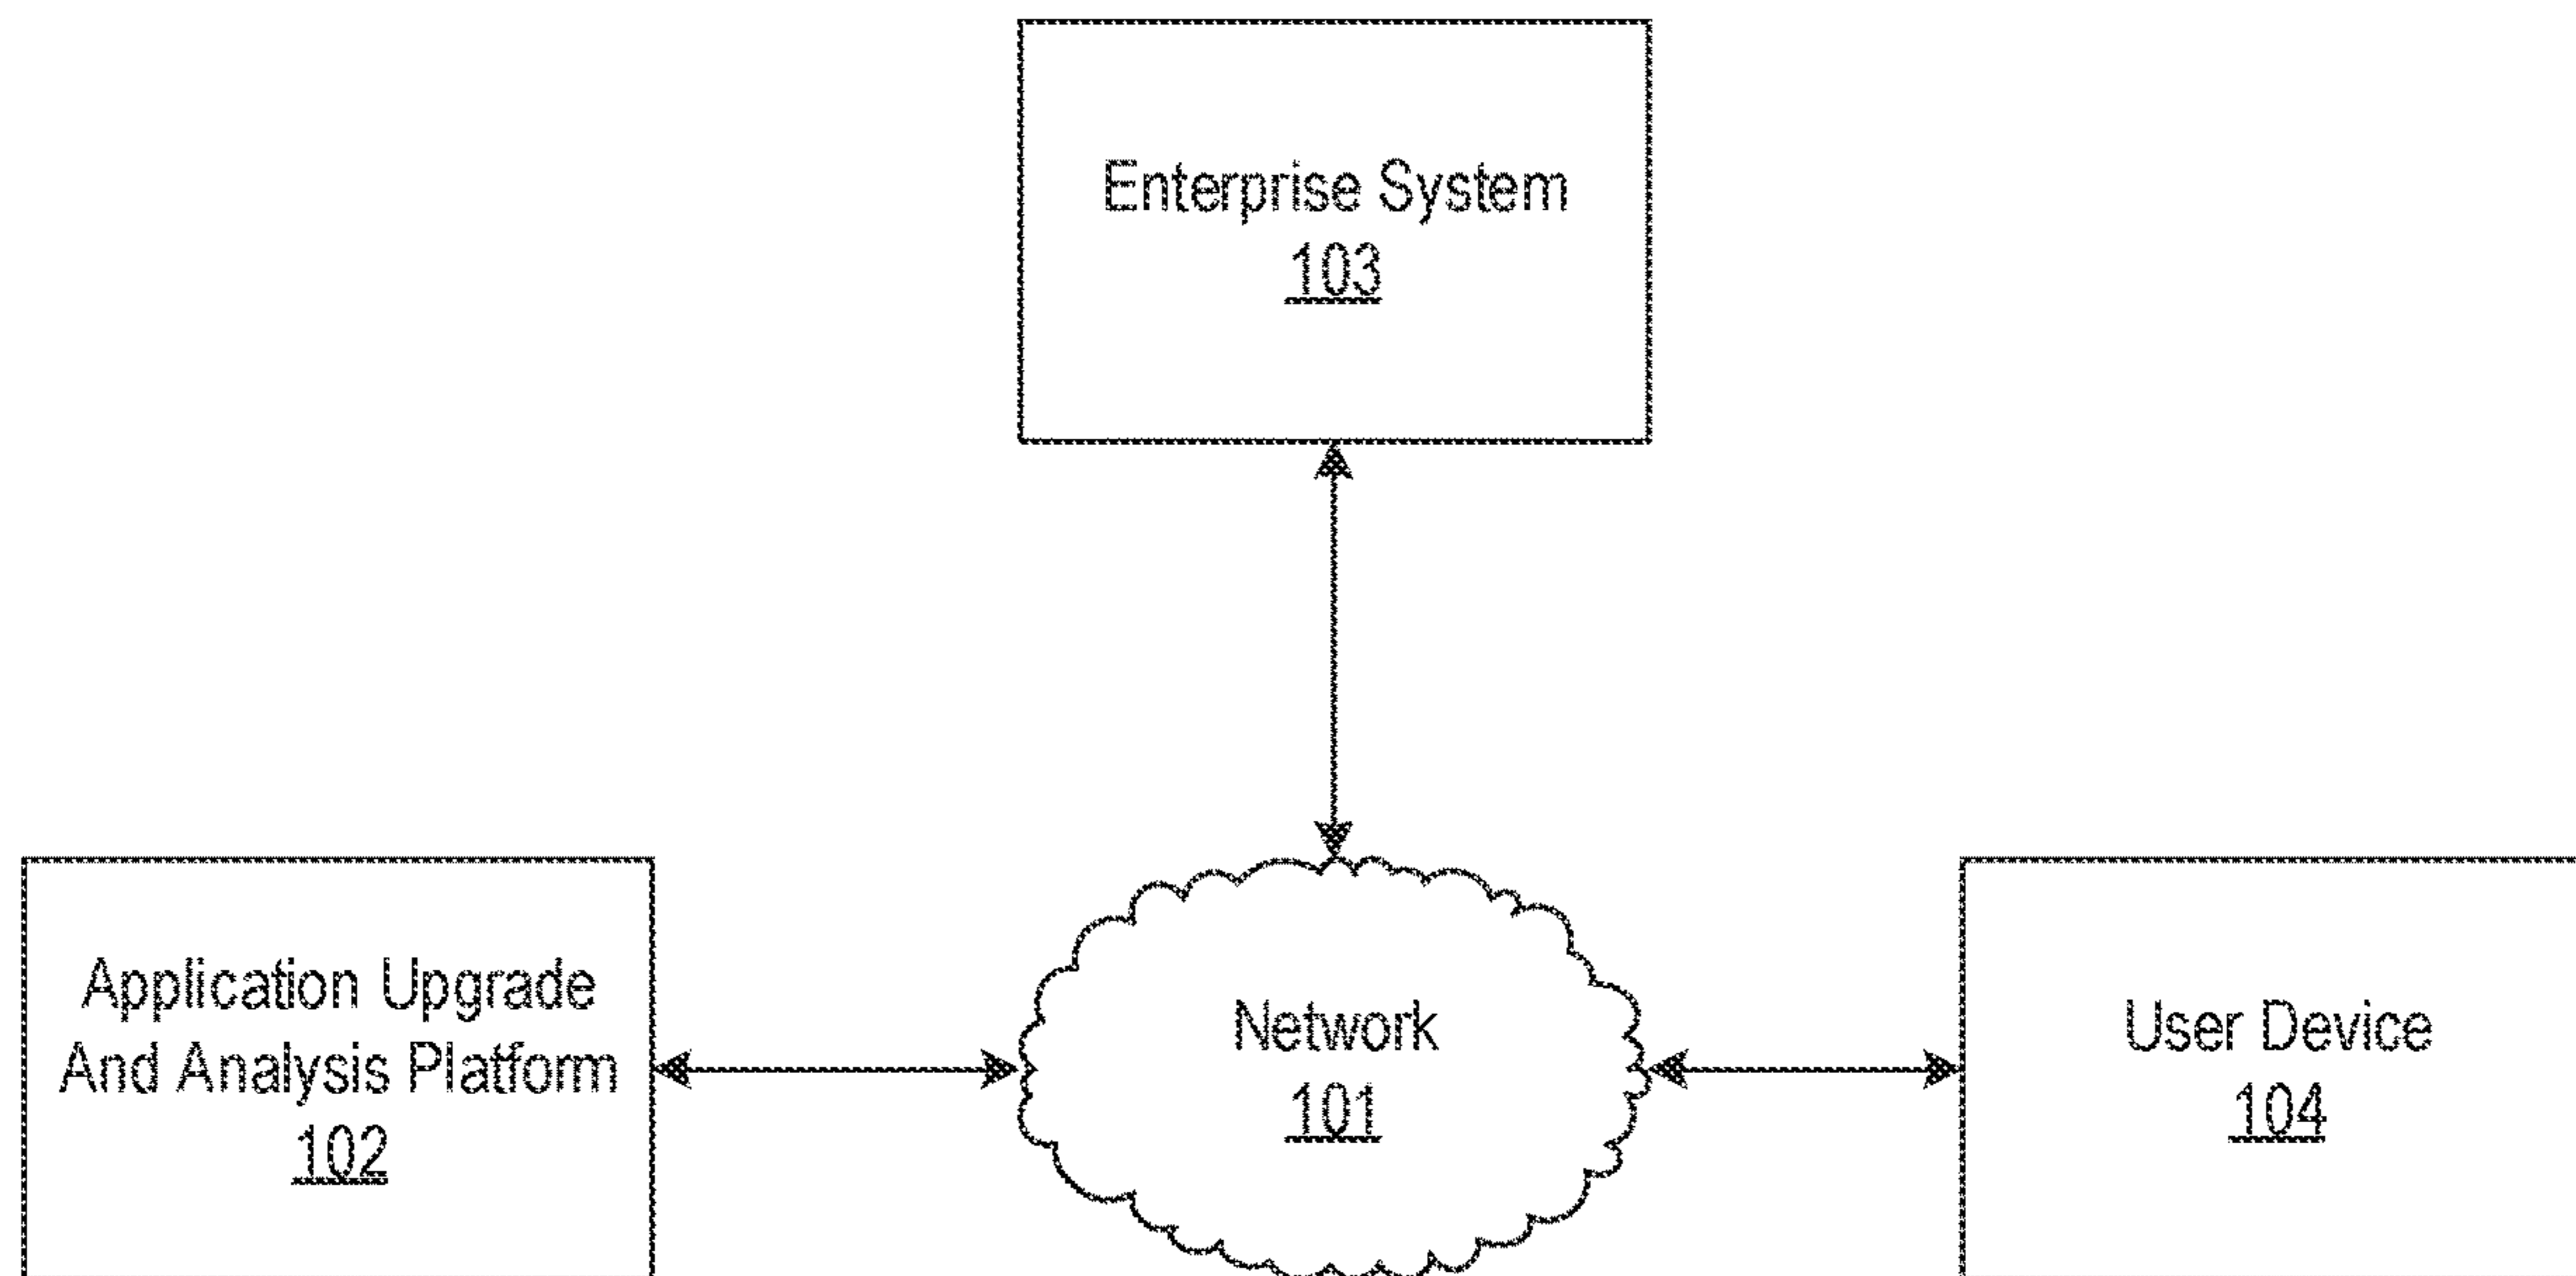 Enterprise System
103
Application Upgrade
And Analysis Platform
102
Network
101
User Device
104